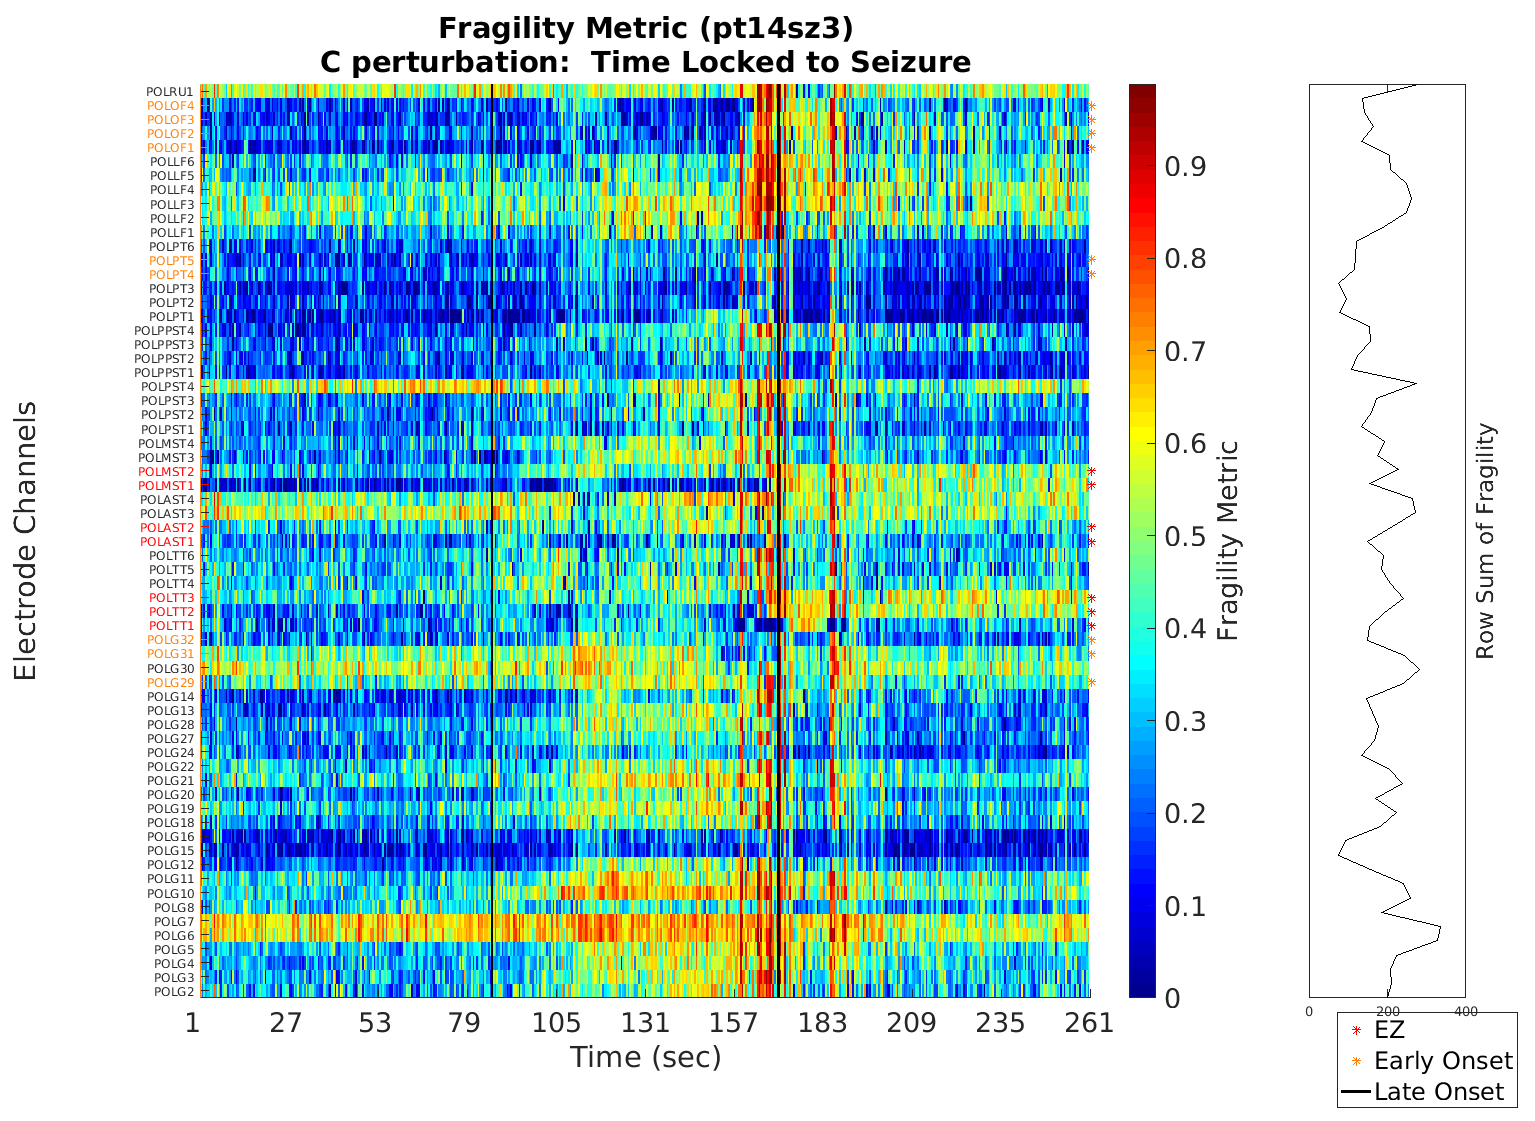 Fragility Metric (pt14sz3)
C perturbation:  Time Locked to Seizure
Electrode Channels
POLRU1
POLOF4
POLOF3
POLOF2
POLOF1
POLLF6
POLLF5
POLLF4
POLLF3
POLLF2
POLLF1
POLPT6
POLPT5
POLPT4
POLPT3
POLPT2
POLPT1
POLPPST4
POLPPST3
POLPPST2
POLPPST1
POLPST4
POLPST3
POLPST2
POLPST1
POLMST4
POLMST3
POLMST2
POLMST1
POLAST4
POLAST3
POLAST2
POLAST1
POLTT6
POLTT5
POLTT4
POLTT3
POLTT2
POLTT1
POLG32
POLG31
POLG30
POLG29
POLG14
POLG13
POLG28
POLG27
POLG24
POLG22
POLG21
POLG20
POLG19
POLG18
POLG16
POLG15
POLG12
POLG11
POLG10
POLG8
POLG7
POLG6
POLG5
POLG4
POLG3
POLG2
1 27 53 79 105 131 157 183 209 235 261
Time (sec)
0.9
0.8
0.7
0.6
0.5
0.4
0.3
0.2
0.1
0
Fragility Metric
Row Sum of Fragility
0 200 400
EZ
Early Onset
Late Onset